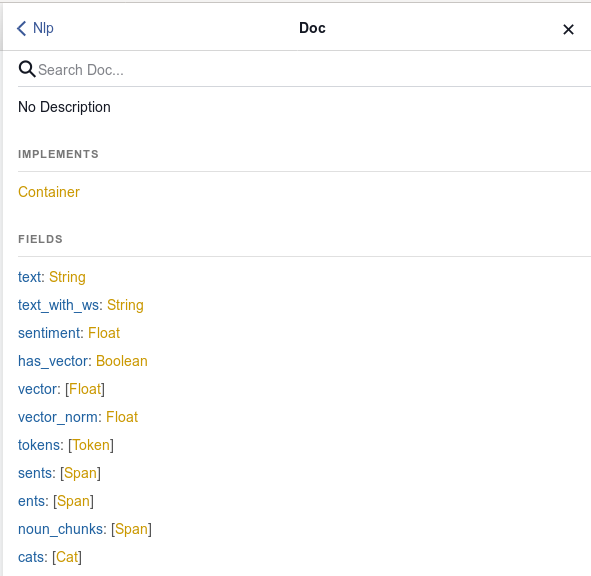 Nlp Doc
Search Doc...
No Description
IMPLEMENTS
Container
FIELDS
text: String
text_with_ws: String
sentiment: Float
has_vector: Boolean
vector: [Float]
vector_norm: Float
tokens: [Token]
sents: [Span]
ents: [Span]
noun_chunks: [Span]
cats: [Cat]